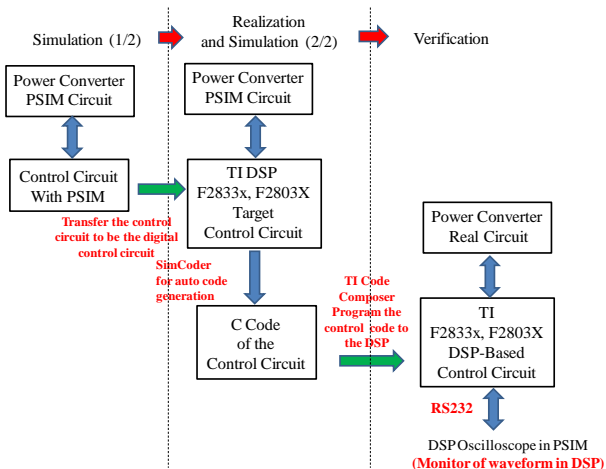 Simulation (1/2)
Realization
and Simulation (2/2)
Verification
Power Converter
PSIM Circuit
Control Circuit
With PSIM
Transfer the control
circuit to be the digital
control circuit
Power Converter
PSIM Circuit
TI DSP
F2833x, F2803X
Target
Control Circuit
SimCoder
for auto code
generation
C Code
of the
Control Circuit
TI Code
Composer
Program the
control code to
the DSP
Power Converter
Real Circuit
TI
F2833x, F2803X
DSP-Based
Control Circuit
RS232
DSP Oscilloscope in PSIM
(Monitor of waveform in DSP)